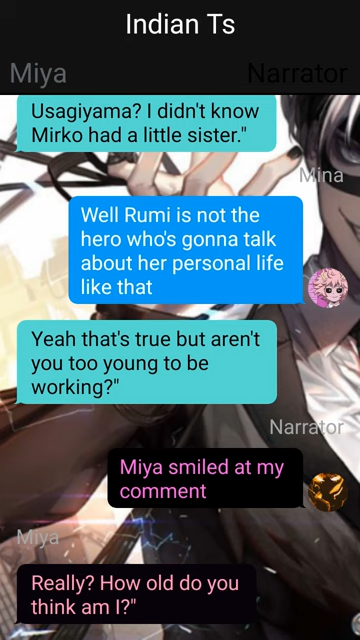 Indian Ts
Miya
Narrator
Usagiyama? I didn't know
Mirko had a little sister."
Mina
Well Rumi is not the
hero who's gonna talk
about her personal life
like that
Yeah that's true but aren't
you too young to be
working?"
Narrator
Miya smiled at my
comment
Miya
Really? How old do you
think am I?"